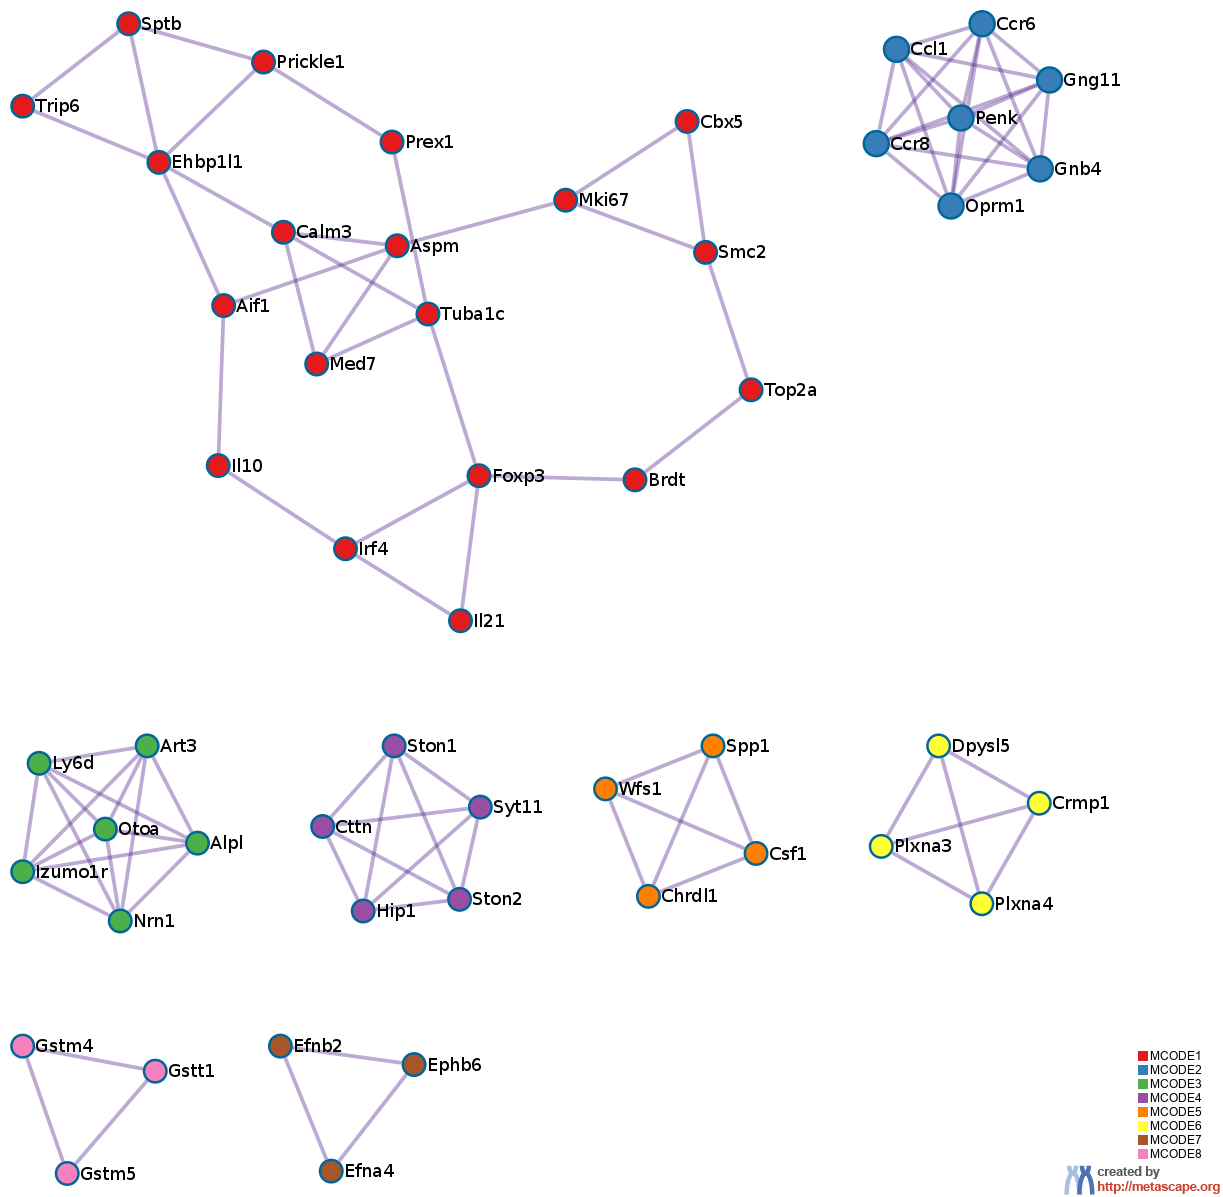 Sptb
Prickle1
Trip6
Prex1
Ehbp1l1
Cbx5
Mki67
Calm3
Aspm
Smc2
Aif1
Tuba1c
Med7
Top2a
Il10
Foxp3
Brdt
Irf4
Il21
Ccr6
Ccl1
Gng11
Penk
Ccr8
Gnb4
Oprm1
Art3
Ly6d
Otoa
Alpl
Izumo1r
Nrn1
Ston1
Syt11
Cttn
Ston2
Hip1
Spp1
Wfs1
Csf1
Chrdl1
Dpysl5
Crmp1
Plxna3
Plxna4
Gstm4
Gstt1
Gstm5
Efnb2
Ephb6
Efna4
MCODE1
MCODE2
MCODE3
MCODE4
MCODE5
MCODE6
MCODE7
MCODE8
created by
http://metascape.org